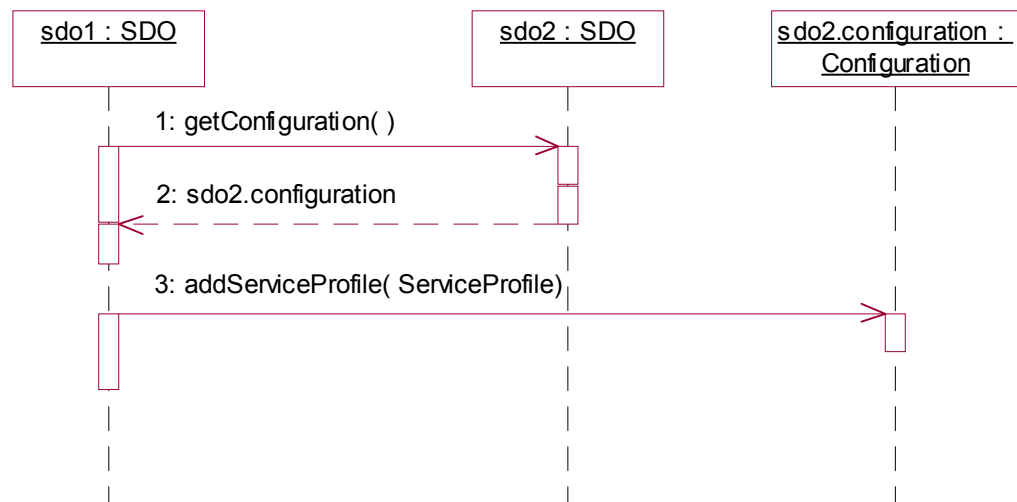 sdo1 : SDO
sdo2 : SDO
sdo2.configuration :
Configuration
1: getConfiguration( )
2: sdo2.configuration
3: addServiceProfile( ServiceProfile)